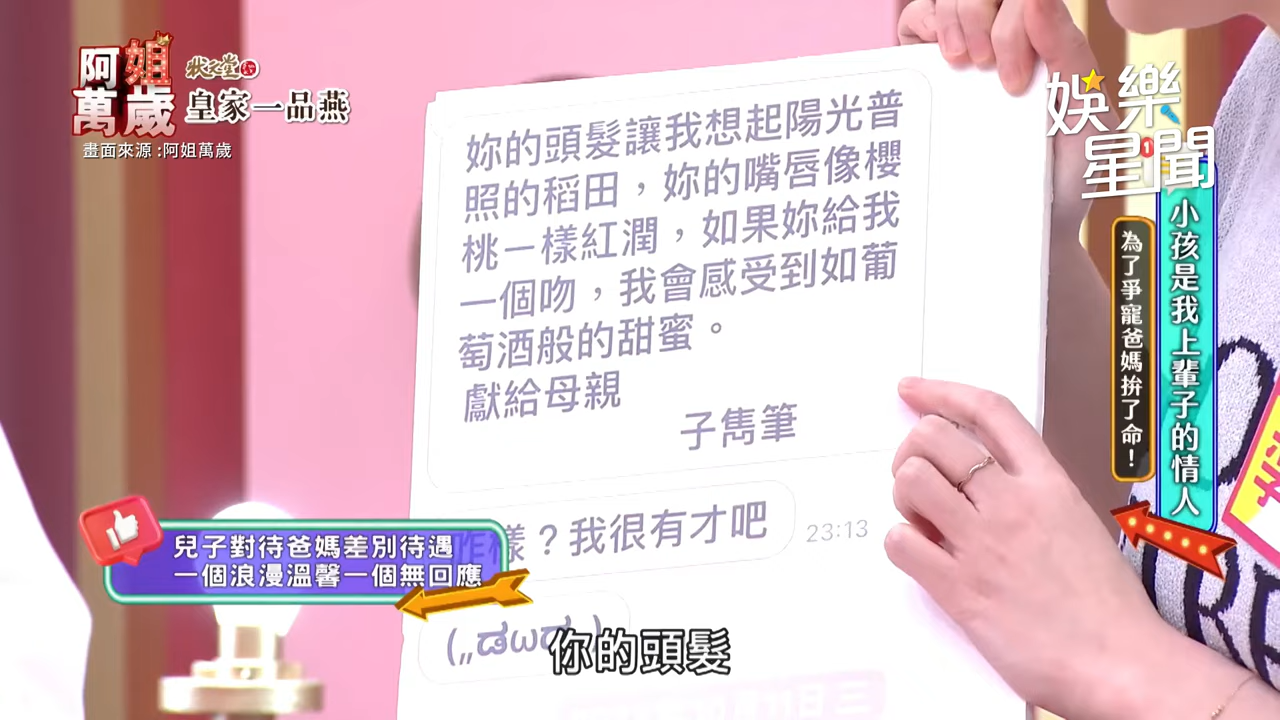 阿姐
萬歲
狀元堂
皇家一品燕
畫面來源:阿姐萬歲
娛樂
星聞
妳的頭髮讓我想起陽光普
照的稻田,妳的嘴唇像櫻
桃一樣紅潤,如果妳給我
一個吻,我會感受到如葡
萄酒般的甜蜜。
獻給母親
子雋筆
咋樣?我很有才吧
23:13
(„ಡωಡ„)
小孩是我上輩子的情人
為了爭寵爸媽拚了命!
兒子對待爸媽差別待遇
一個浪漫溫馨一個無回應
你的頭髮